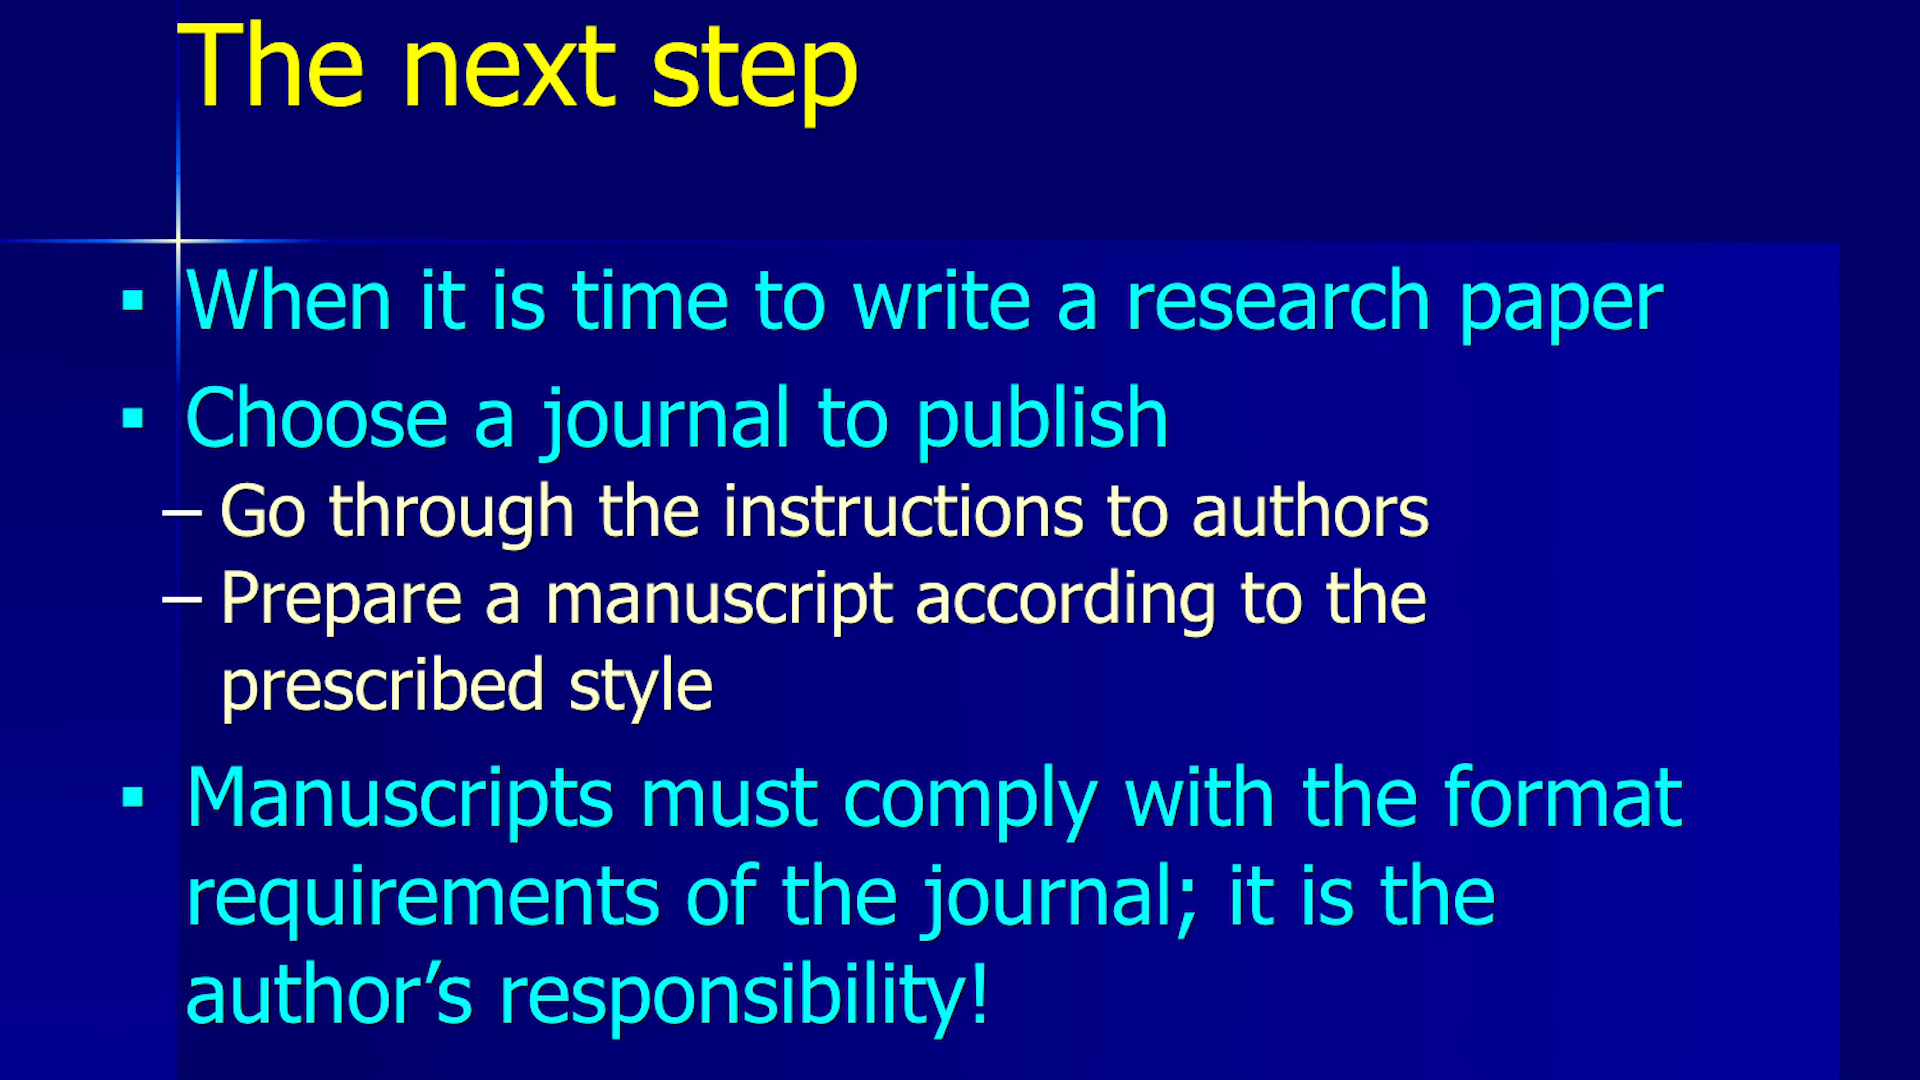 The next step
▪ When it is time to write a research paper
▪ Choose a journal to publish
– Go through the instructions to authors
– Prepare a manuscript according to the
prescribed style
▪ Manuscripts must comply with the format
requirements of the journal; it is the
author’s responsibility!